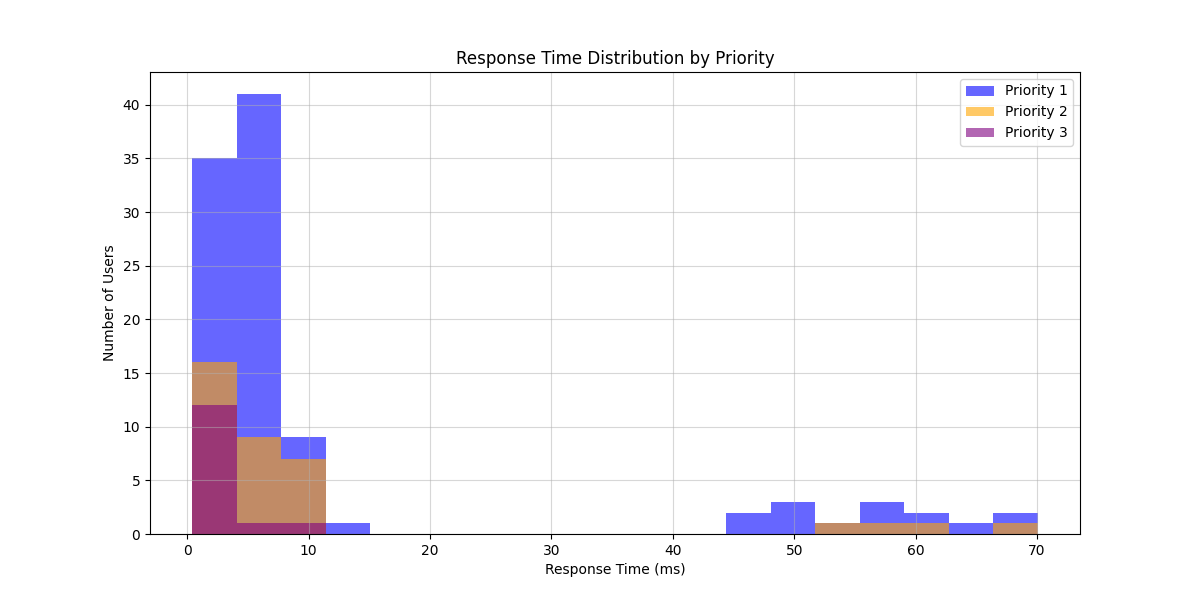 Response Time Distribution by Priority
Priority 1
Priority 2
Priority 3
Number of Users
40
35
30
25
20
15
10
5
0
0 10 20 30 40 50 60 70
Response Time (ms)